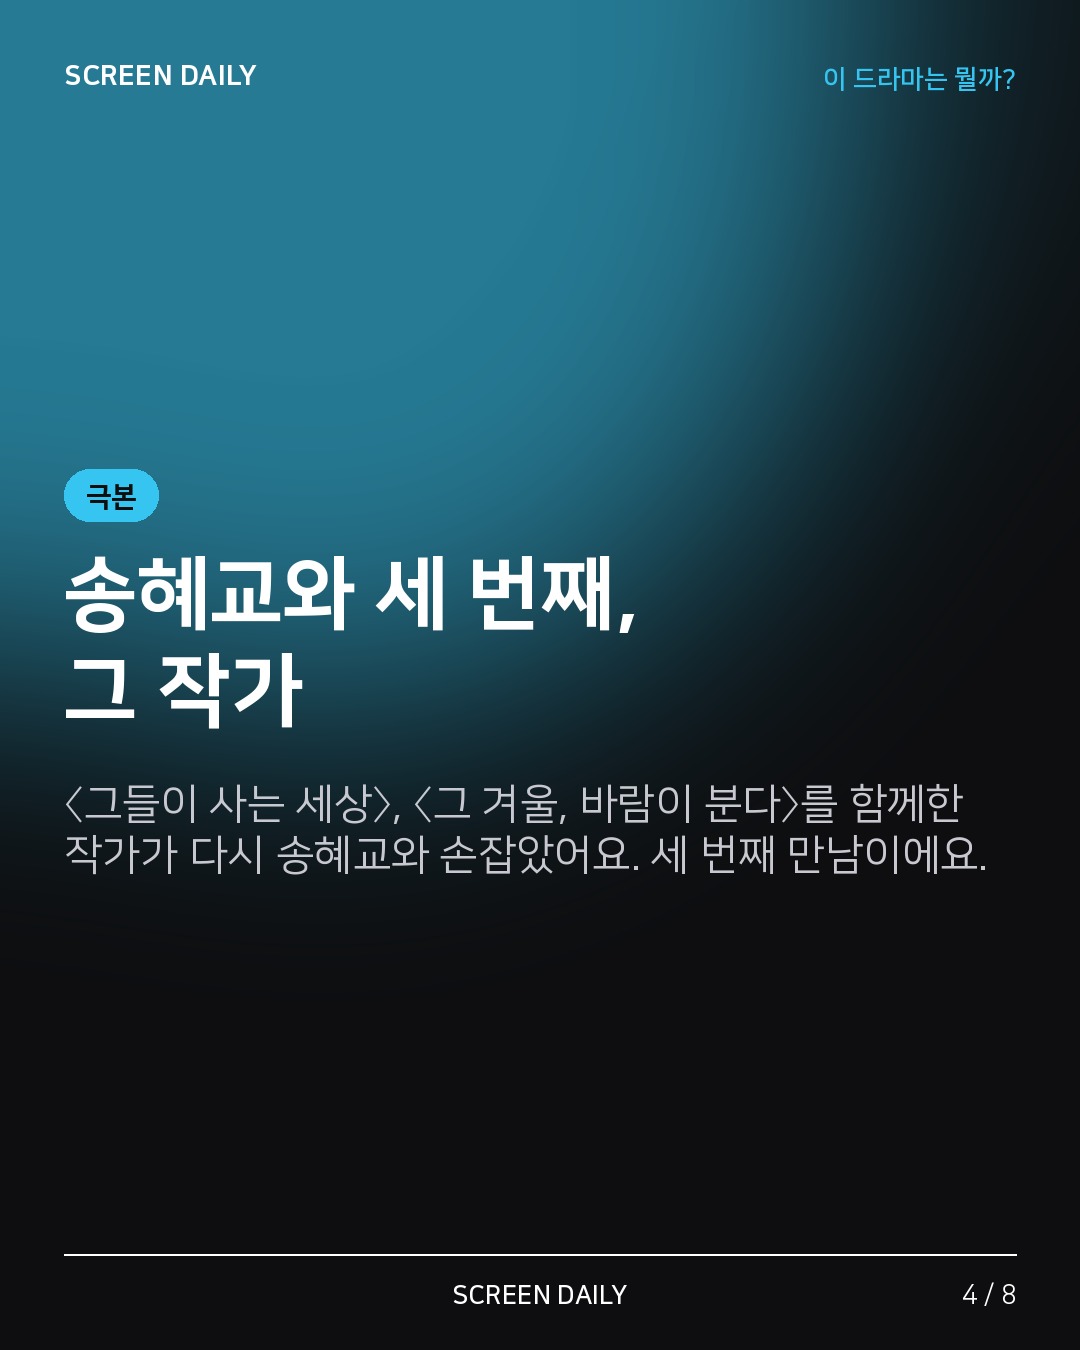 SCREEN DAILY
이 드라마는 뭘까?
극본
송혜교와 세 번째,
그 작가
〈그들이 사는 세상〉, 〈그 겨울, 바람이 분다〉를 함께한
작가가 다시 송혜교와 손잡았어요. 세 번째 만남이에요.
SCREEN DAILY
4 / 8